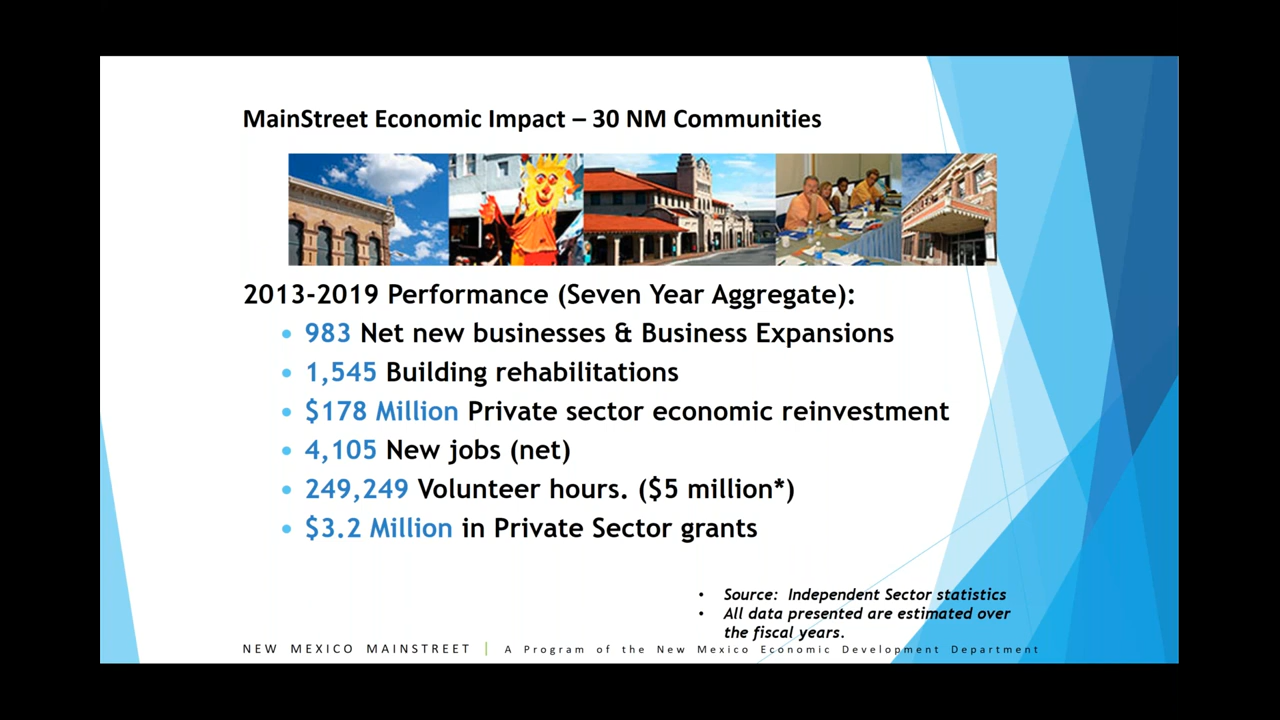 MainStreet Economic Impact – 30 NM Communities
2013-2019 Performance (Seven Year Aggregate):
• 983 Net new businesses & Business Expansions
• 1,545 Building rehabilitations
• $178 Million Private sector economic reinvestment
• 4,105 New jobs (net)
• 249,249 Volunteer hours. ($5 million*)
• $3.2 Million in Private Sector grants
• Source: Independent Sector statistics
• All data presented are estimated over
the fiscal years.
NEW MEXICO MAINSTREET | A Program of the New Mexico Economic Development Department